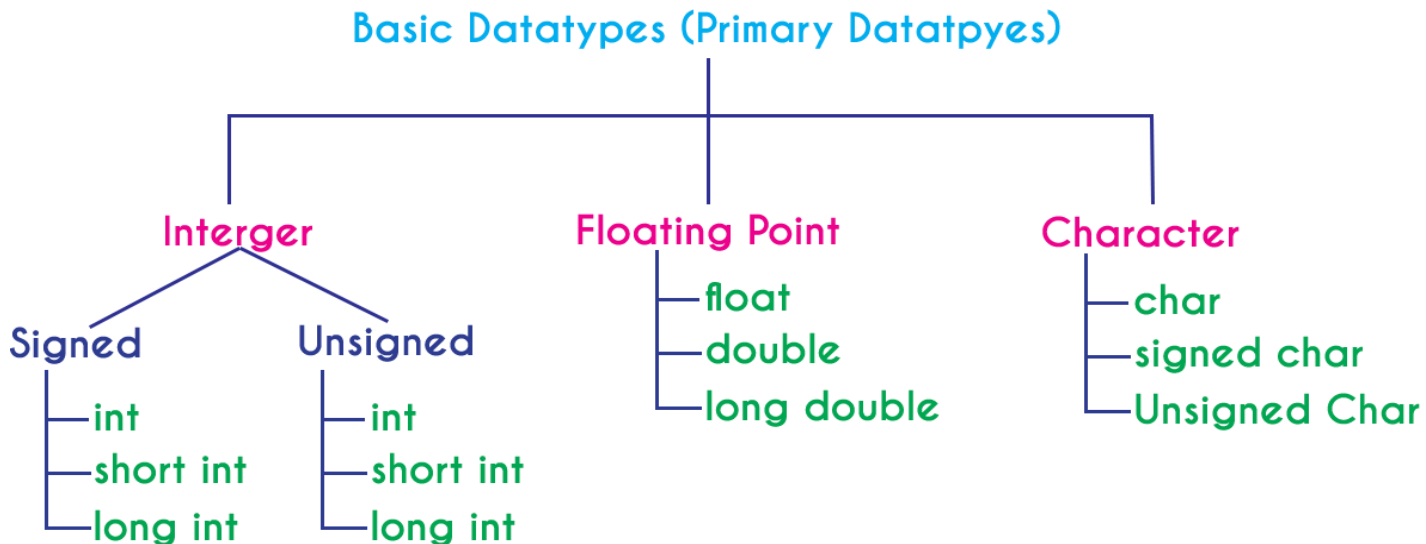 Basic Datatypes (Primary Datatpyes)
Interger
Floating Point
Character
Signed
Unsigned
int
short int
long int
int
short int
long int
float
double
long double
char
signed char
Unsigned Char